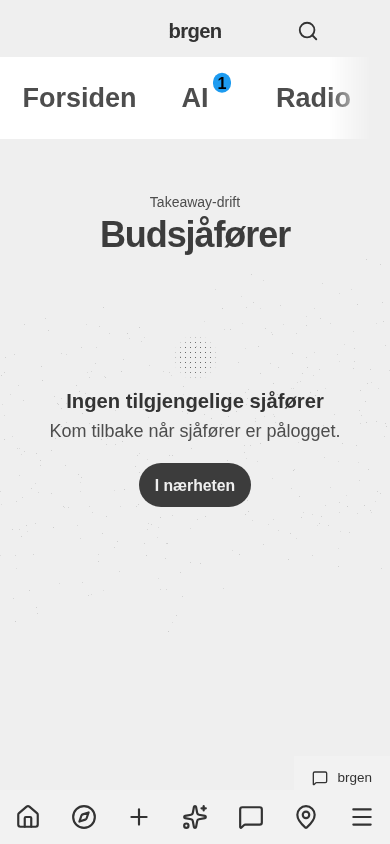 brgen
Forsiden AI 1 Radio
Takeaway-drift
Budsjåfører
Ingen tilgjengelige sjåfører
Kom tilbake når sjåfører er pålogget.
I nærheten
brgen